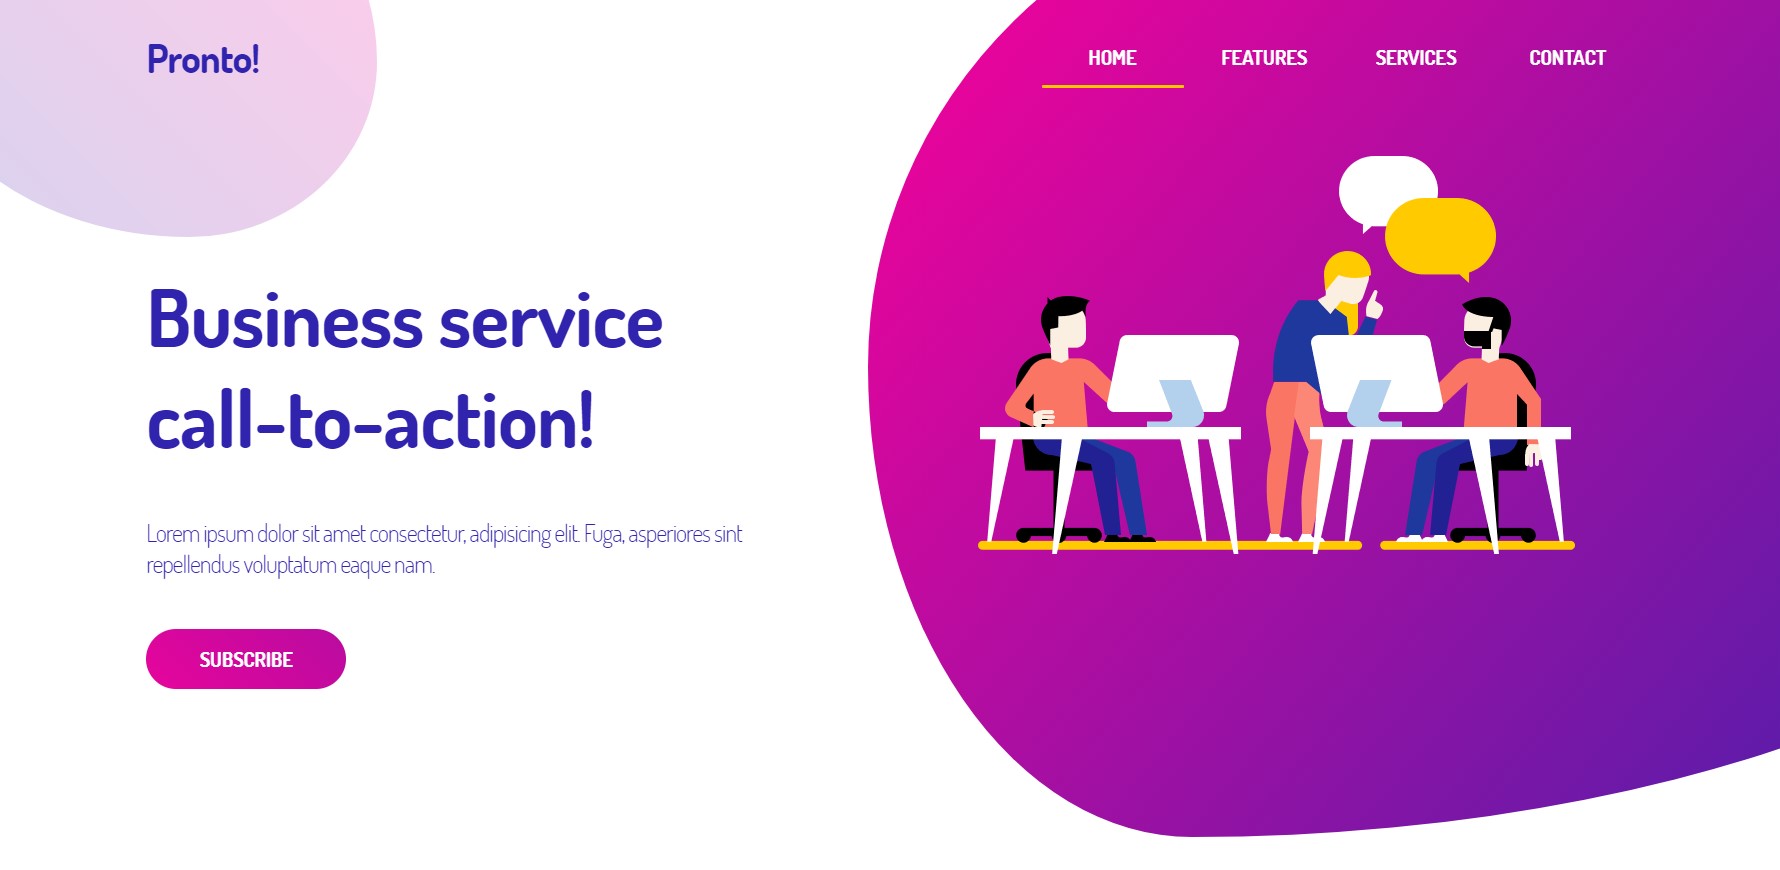 Pronto!
HOME FEATURES SERVICES CONTACT
Business service
call-to-action!
Lorem ipsum dolor sit amet consectetur, adipisicing elit. Fuga, asperiores sint
repellendus voluptatum eaque nam.
SUBSCRIBE